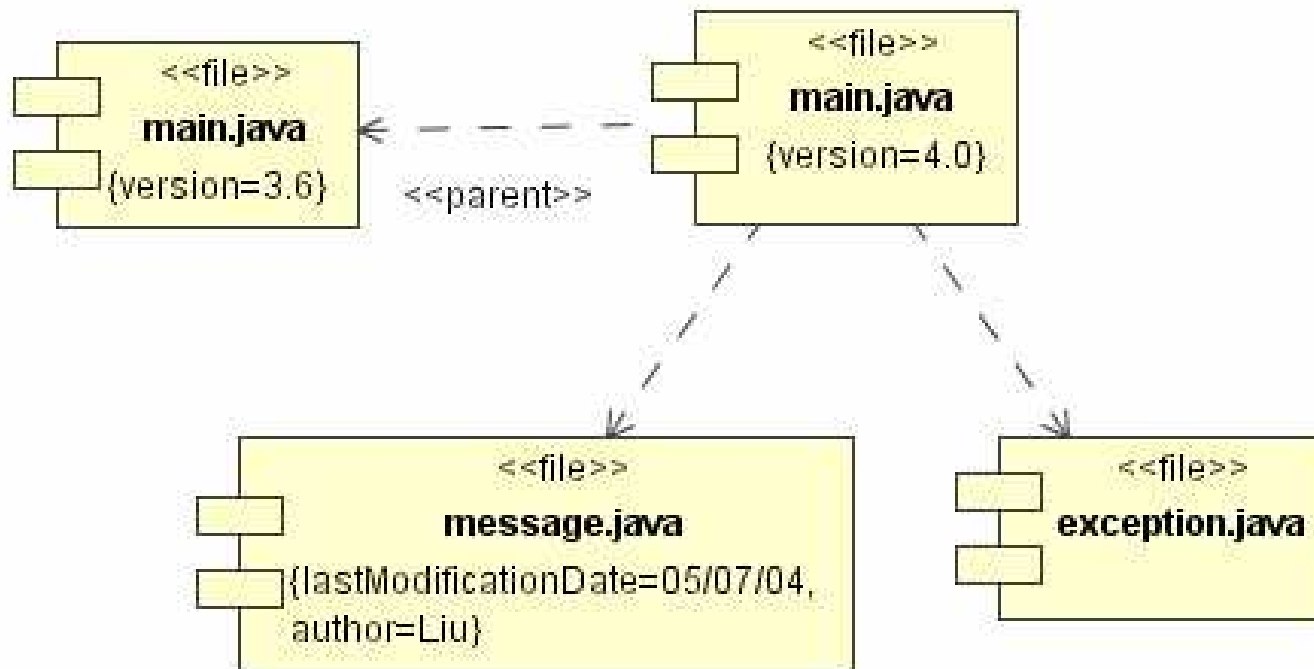 <<file>>
main.java
{version=3.6}
<<parent>>
<<file>>
main.java
{version=4.0}
<<file>>
message.java
{lastModificationDate=05/07/04,
author=Liu}
<<file>>
exception.java